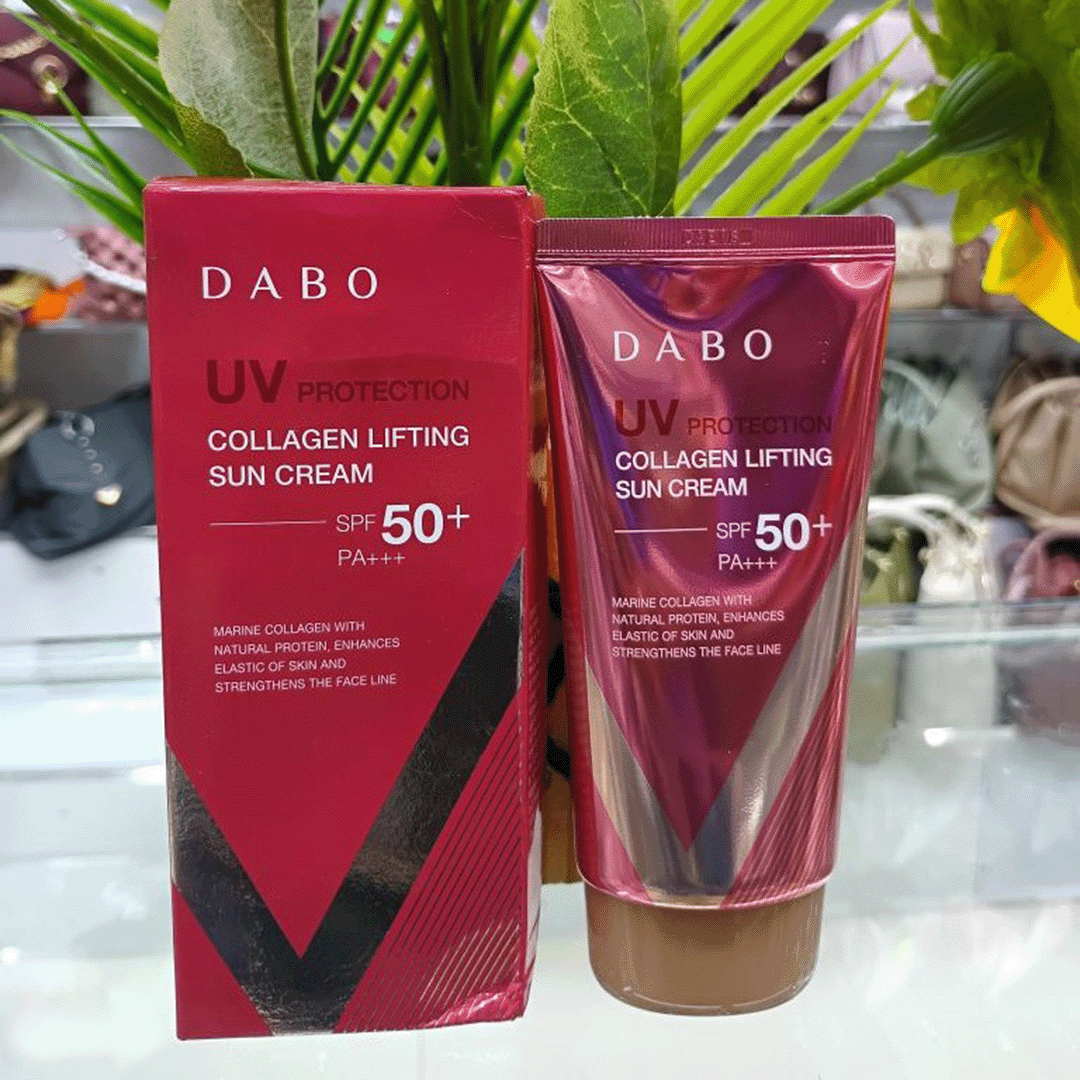 DABO
UV PROTECTION
COLLAGEN LIFTING
SUN CREAM
SPF 50+
PA+++
MARINE COLLAGEN WITH
NATURAL PROTEIN, ENHANCES
ELASTIC OF SKIN AND
STRENGTHENS THE FACE LINE
DABO
UV PROTECTION
COLLAGEN LIFTING
SUN CREAM
SPF 50+
PA+++
MARINE COLLAGEN WITH
NATURAL PROTEIN, ENHANCES
ELASTIC OF SKIN AND
STRENGTHENS THE FACE LINE